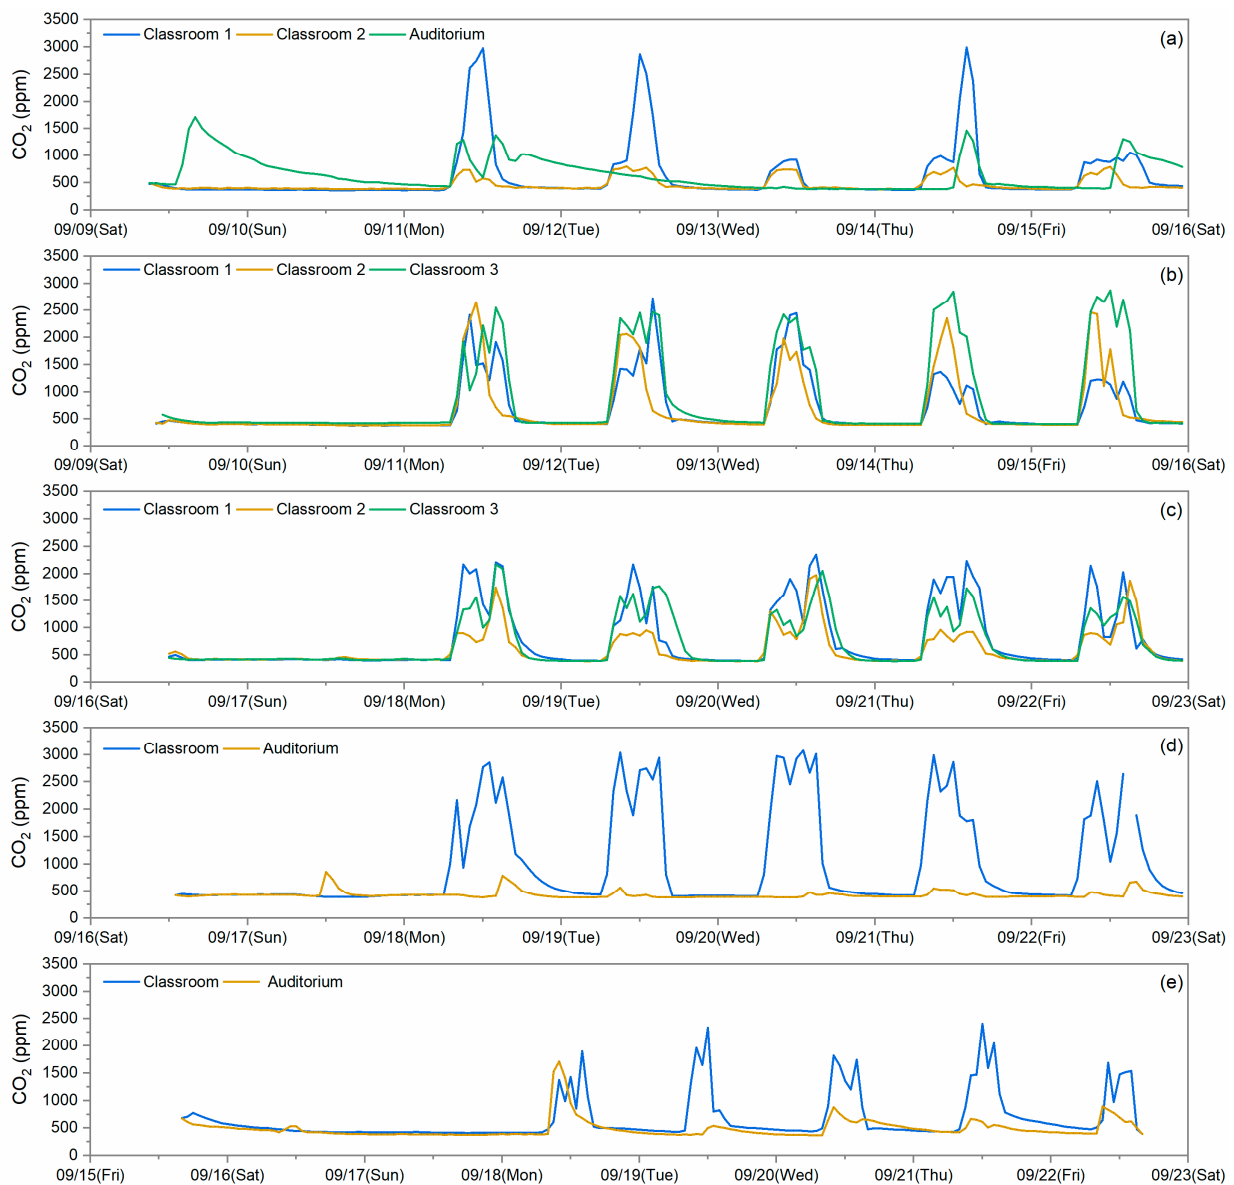 3500
3000
2500
2000
1500
1000
500
0
CO2 (ppm)
Classroom 1 Classroom 2 Auditorium
(a)
09/09(Sat) 09/10(Sun) 09/11(Mon) 09/12(Tue) 09/13(Wed) 09/14(Thu) 09/15(Fri) 09/16(Sat)
3500
3000
2500
2000
1500
1000
500
0
CO2 (ppm)
Classroom 1 Classroom 2 Classroom 3
(b)
09/09(Sat) 09/10(Sun) 09/11(Mon) 09/12(Tue) 09/13(Wed) 09/14(Thu) 09/15(Fri) 09/16(Sat)
3500
3000
2500
2000
1500
1000
500
0
CO2 (ppm)
Classroom 1 Classroom 2 Classroom 3
(c)
09/16(Sat) 09/17(Sun) 09/18(Mon) 09/19(Tue) 09/20(Wed) 09/21(Thu) 09/22(Fri) 09/23(Sat)
3500
3000
2500
2000
1500
1000
500
0
CO2 (ppm)
Classroom Auditorium
(d)
09/16(Sat) 09/17(Sun) 09/18(Mon) 09/19(Tue) 09/20(Wed) 09/21(Thu) 09/22(Fri) 09/23(Sat)
3500
3000
2500
2000
1500
1000
500
0
CO2 (ppm)
Classroom Auditorium
(e)
09/15(Fri) 09/16(Sat) 09/17(Sun) 09/18(Mon) 09/19(Tue) 09/20(Wed) 09/21(Thu) 09/22(Fri) 09/23(Sat)